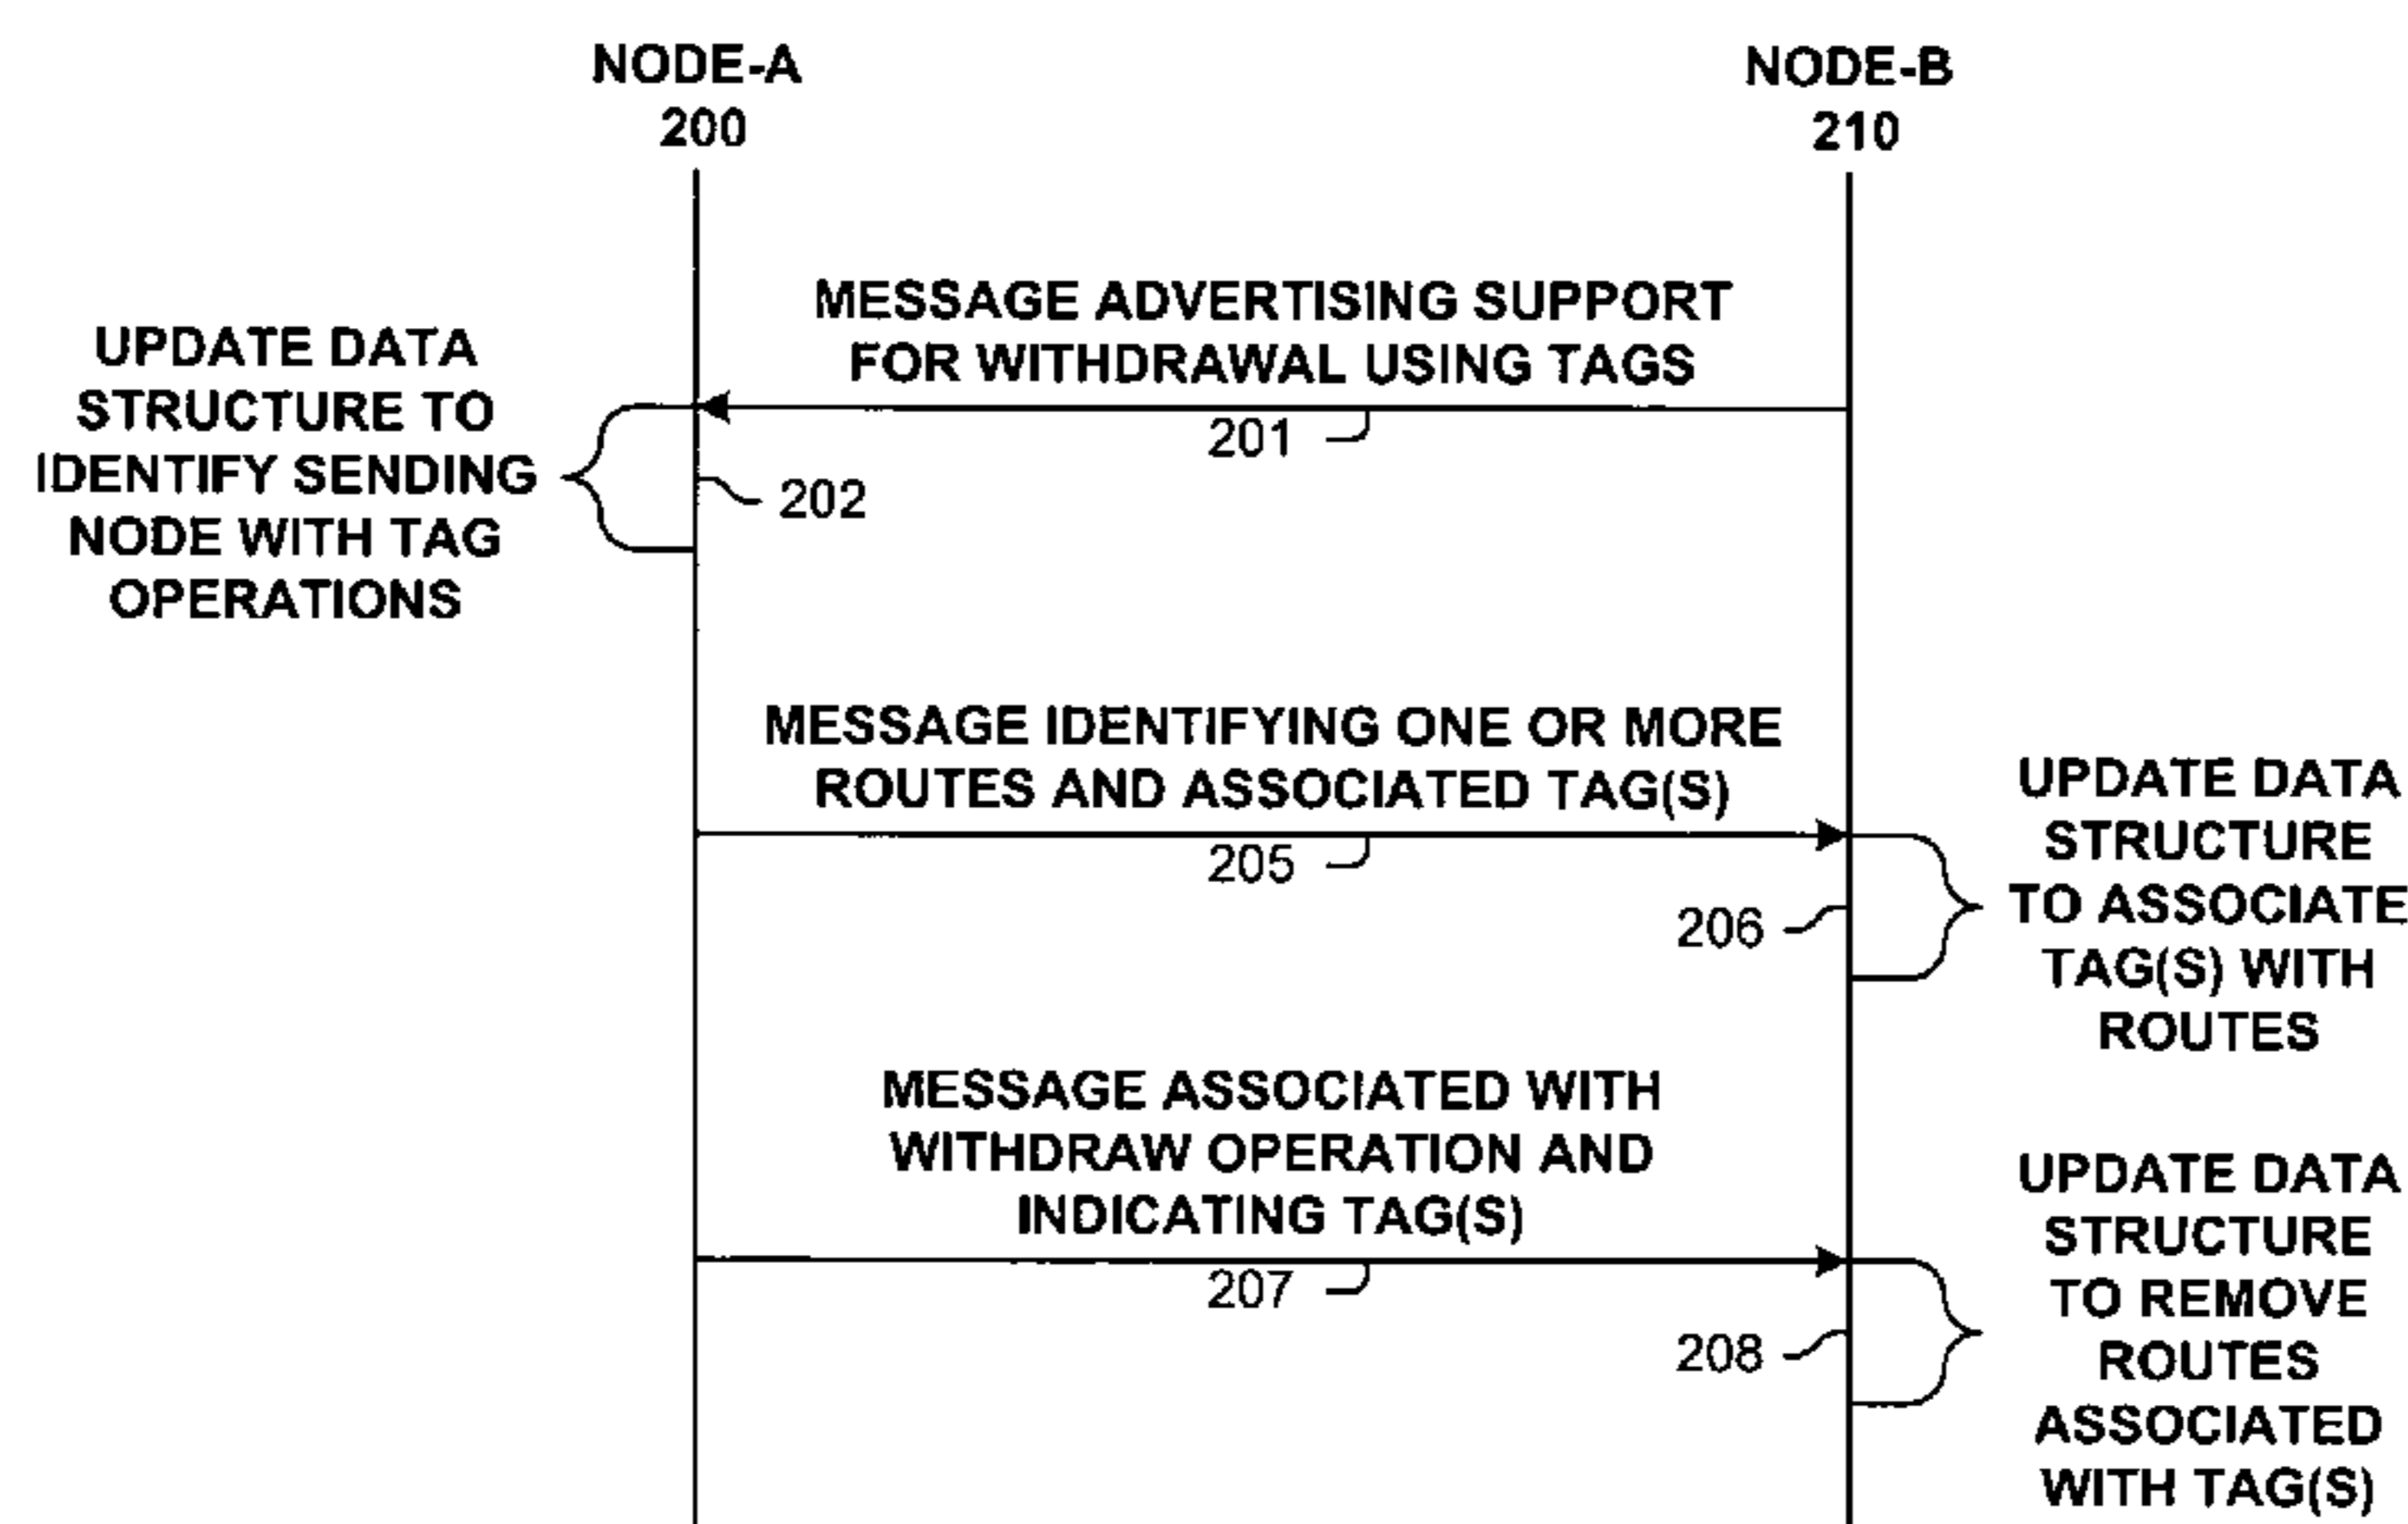 NODE-A
200
NODE-B
210
MESSAGE ADVERTISING SUPPORT
FOR WITHDRAWAL USING TAGS
201
UPDATE DATA
STRUCTURE TO
IDENTIFY SENDING
NODE WITH TAG
OPERATIONS
202
MESSAGE IDENTIFYING ONE OR MORE
ROUTES AND ASSOCIATED TAG(S)
205
UPDATE DATA
STRUCTURE
TO ASSOCIATE
TAG(S) WITH
ROUTES
206
MESSAGE ASSOCIATED WITH
WITHDRAW OPERATION AND
INDICATING TAG(S)
207
UPDATE DATA
STRUCTURE
TO REMOVE
ROUTES
ASSOCIATED
WITH TAG(S)
208